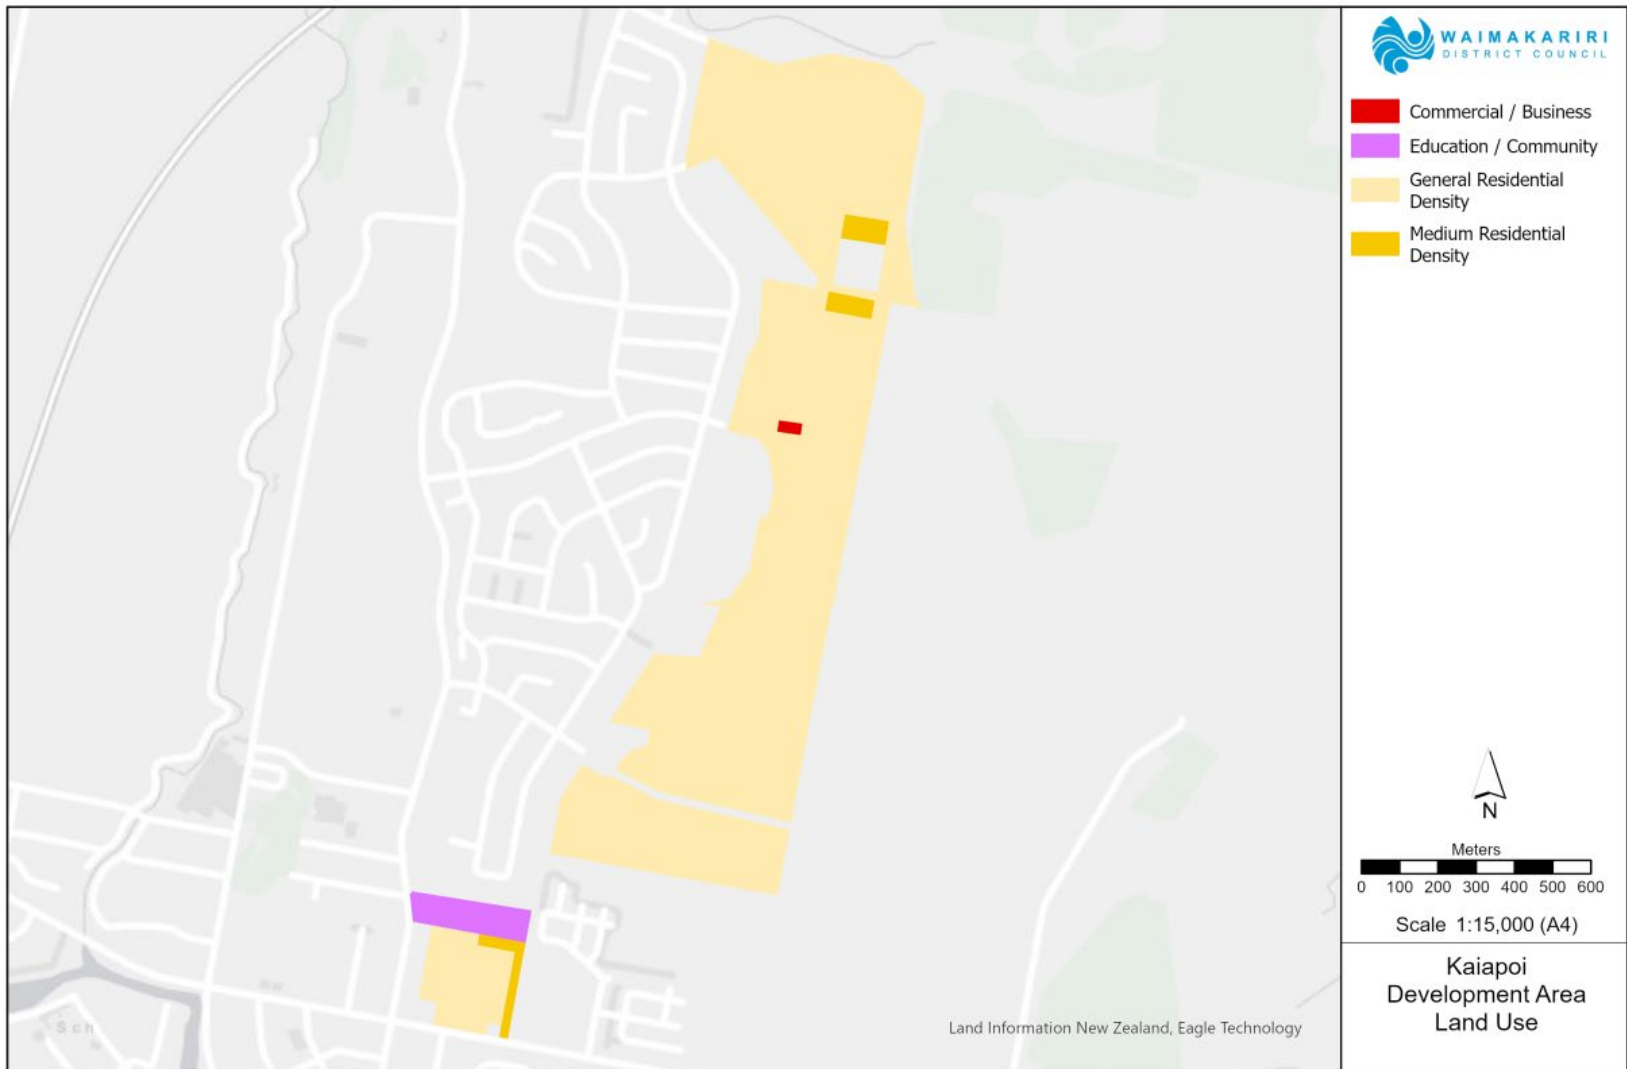 WAIMAKARIRI
DISTRICT COUNCIL
Commercial / Business
Education / Community
General Residential
Density
Medium Residential
Density
N
Meters
0 100 200 300 400 500 600
Scale 1:15,000 (A4)
Kaiapoi
Development Area
Land Use
Sch
Land Information New Zealand, Eagle Technology